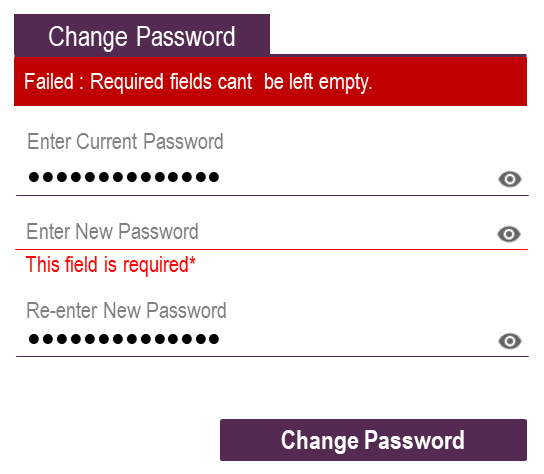 Change Password
Failed : Required fields cant be left empty.
Enter Current Password
●●●●●●●●●●●●●●
Enter New Password
This field is required*
Re-enter New Password
●●●●●●●●●●●●●●
Change Password